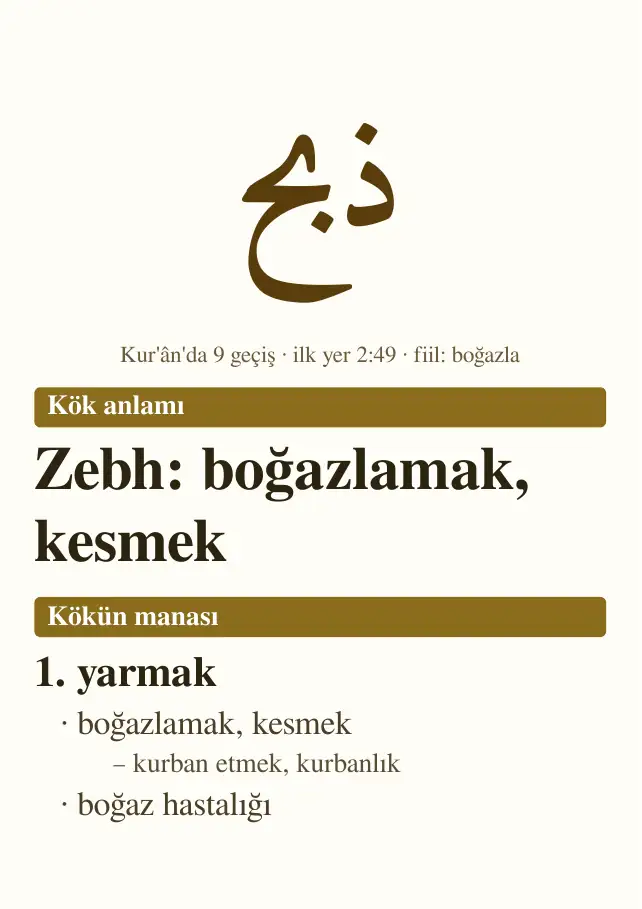 ذبح
Kur'ân'da 9 geçiş · ilk yer 2:49 · fiil: boğazla
Kök anlamı
Zebh: boğazlamak,
kesmek
Kökün manası
1. yarmak
· boğazlamak, kesmek
– kurban etmek, kurbanlık
· boğaz hastalığı